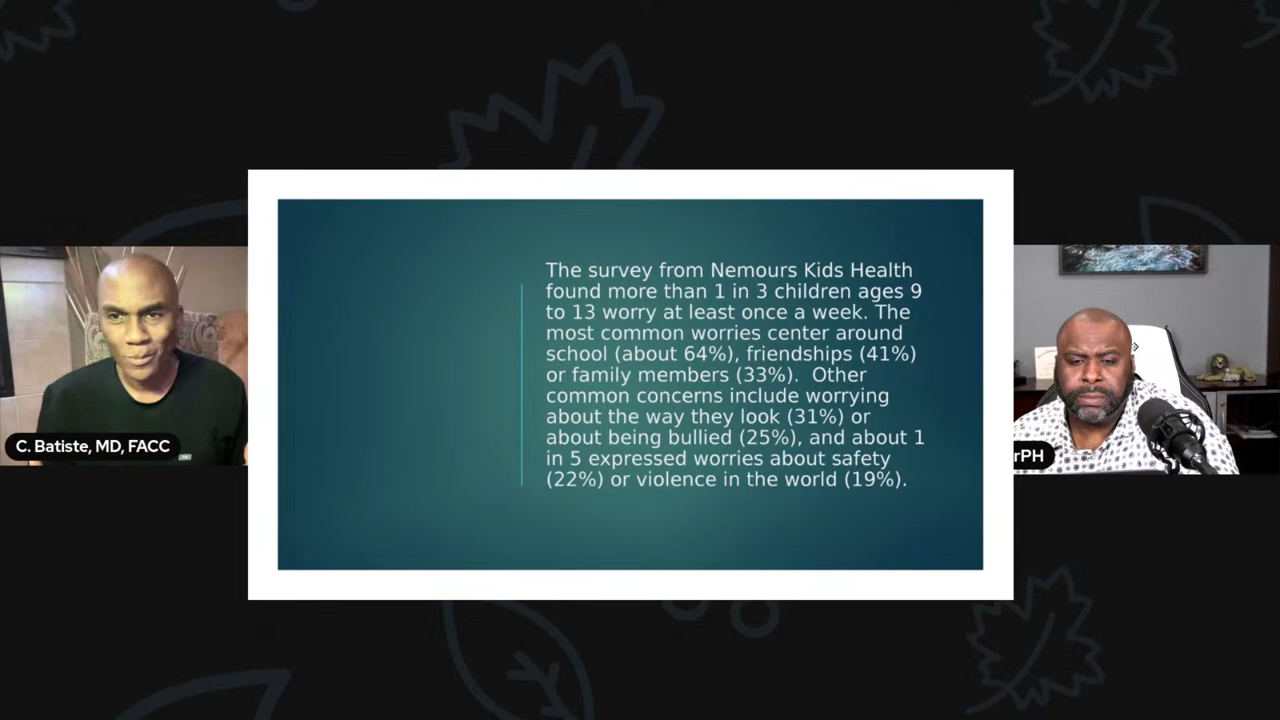 The survey from Nemours Kids Health
found more than 1 in 3 children ages 9
to 13 worry at least once a week. The
most common worries center around
school (about 64%), friendships (41%)
or family members (33%).  Other
common concerns include worrying
about the way they look (31%) or
about being bullied (25%), and about 1
in 5 expressed worries about safety
(22%) or violence in the world (19%).
C. Batiste, MD, FACC
rPH